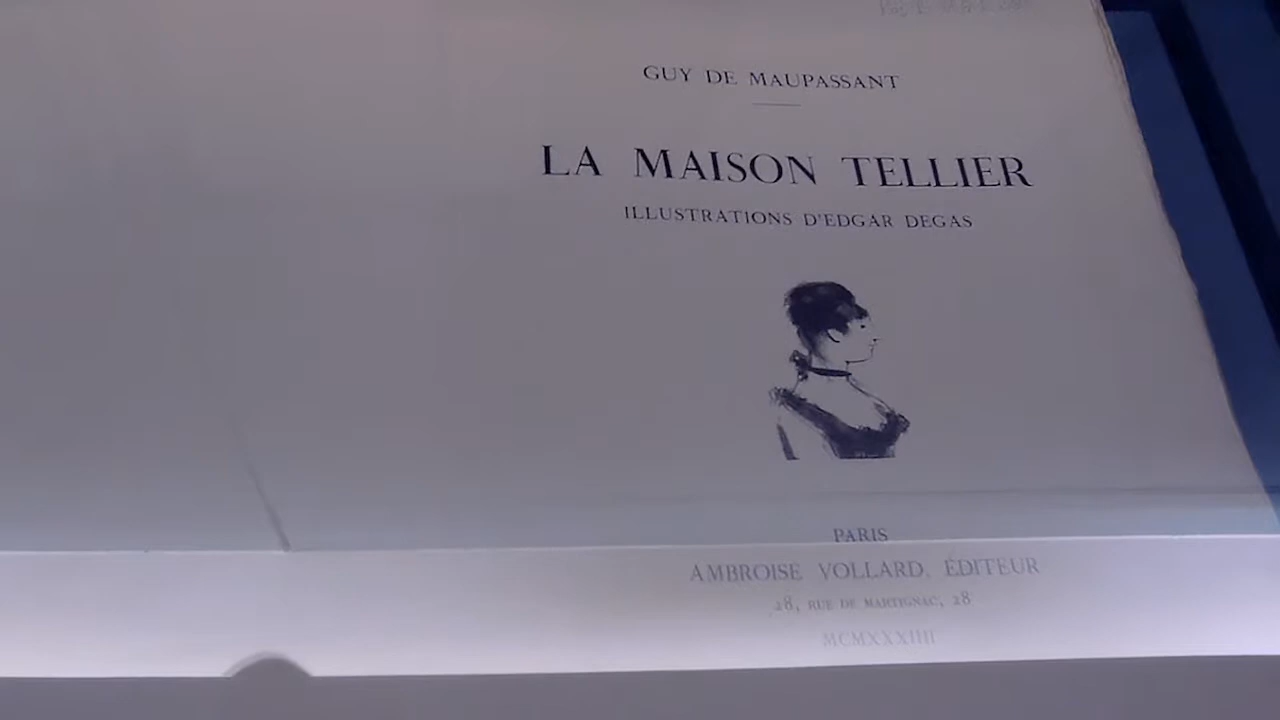 GUY DE MAUPASSANT
LA MAISON TELLIER
ILLUSTRATIONS D'EDGAR DEGAS
PARIS
AMBROISE VOLLARD, ÉDITEUR
28, RUE DE MARTIGNAC, 28
MCMXXXIIII